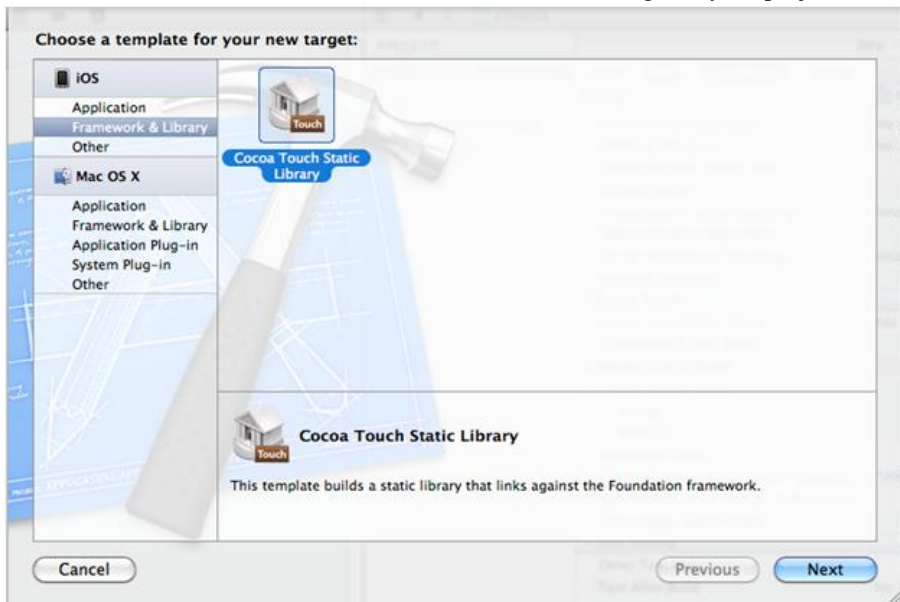 Choose a template for your new target:
iOS
Application
Framework & Library
Other
Mac OS X
Application
Framework & Library
Application Plug-in
System Plug-in
Other
Touch
Cocoa Touch Static
Library
Touch
Cocoa Touch Static Library
This template builds a static library that links against the Foundation framework.
Cancel
Previous
Next